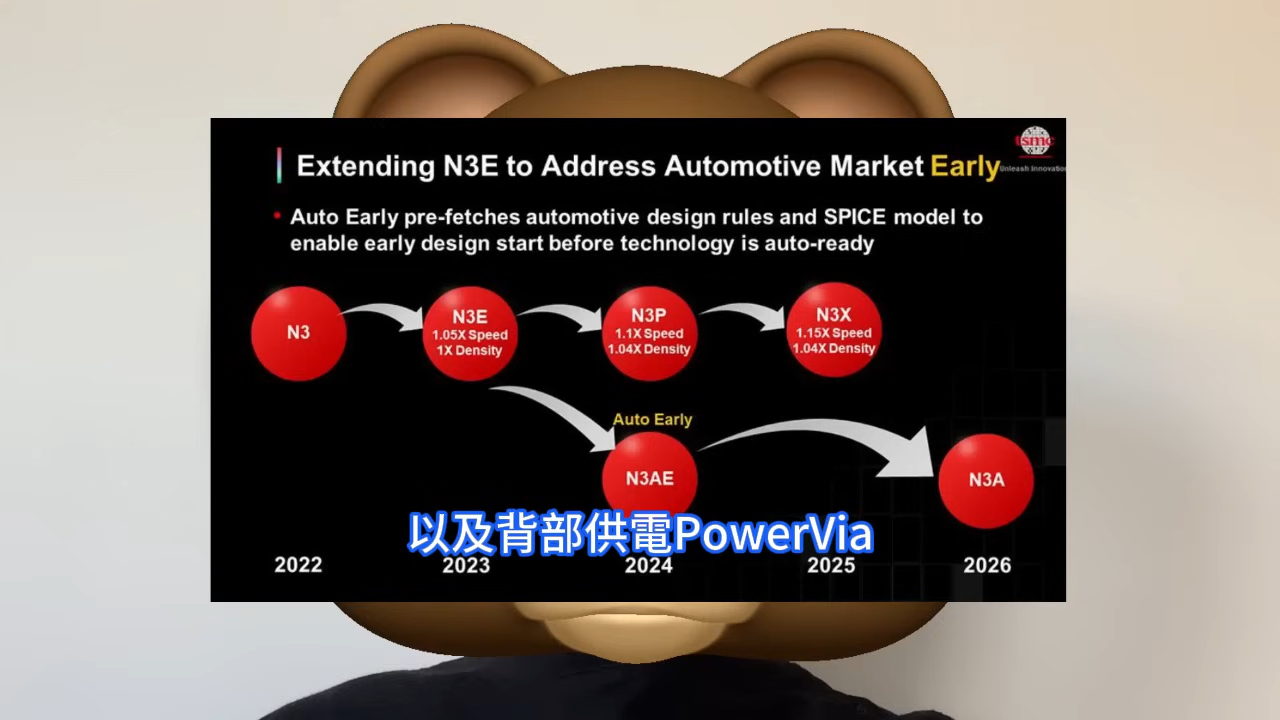 tsmc
Unleash Innovation
Extending N3E to Address Automotive Market Early
• Auto Early pre-fetches automotive design rules and SPICE model to
enable early design start before technology is auto-ready
N3
N3E
1.05X Speed
1X Density
N3P
1.1X Speed
1.04X Density
N3X
1.15X Speed
1.04X Density
Auto Early
N3AE
N3A
以及背部供電PowerVia
2022
2023
2024
2025
2026